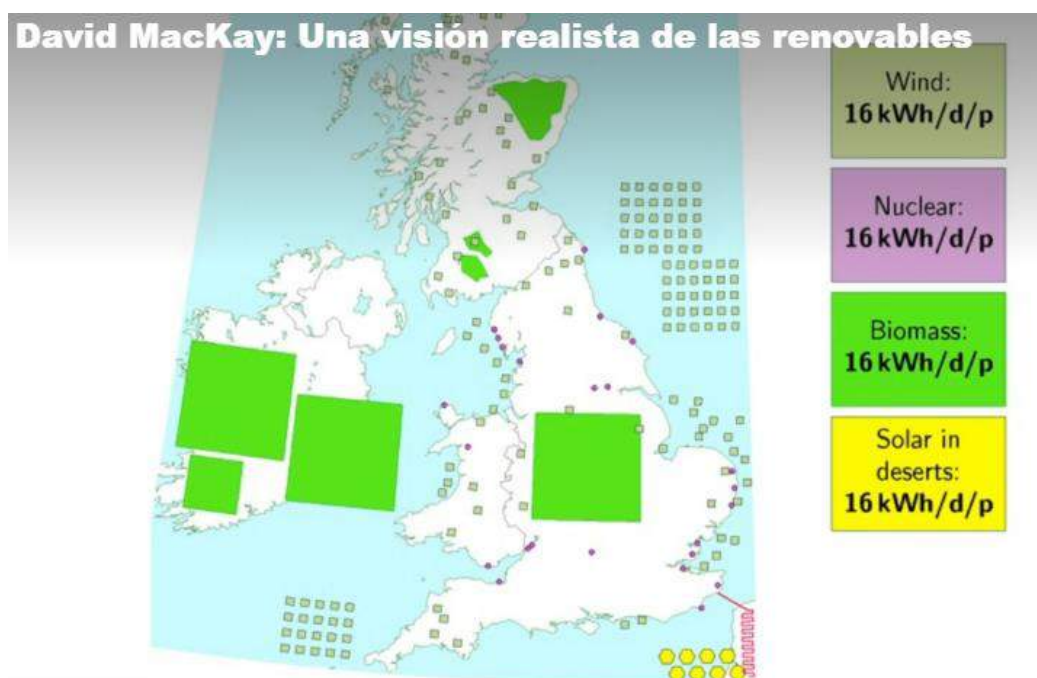 David MacKay: Una visión realista de las renovables
Wind:
16 kWh/d/p
Nuclear:
16 kWh/d/p
Biomass:
16 kWh/d/p
Solar in
deserts:
16 kWh/d/p